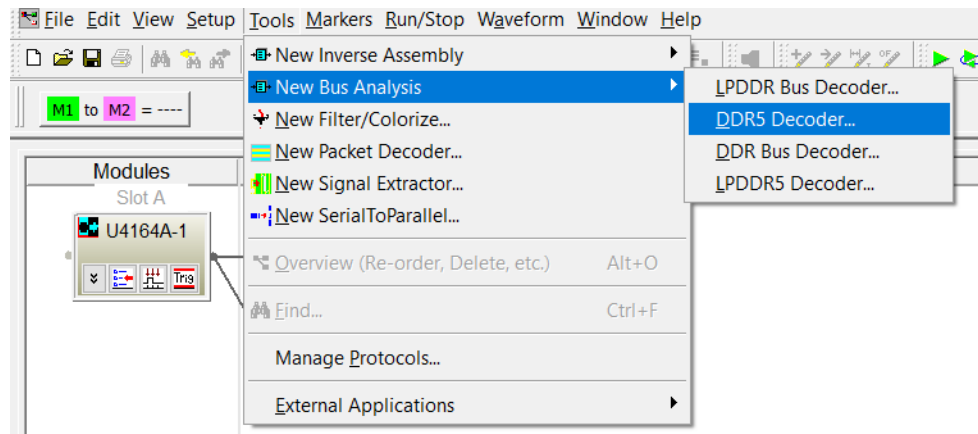 File Edit View Setup Tools Markers Run/Stop Waveform Window Help
New Inverse Assembly
New Bus Analysis
LPDDR Bus Decoder...
M1 to M2 = ----
New Filter/Colorize...
DDR5 Decoder...
New Packet Decoder...
DDR Bus Decoder...
Modules
New Signal Extractor...
LPDDR5 Decoder...
Slot A
New SerialToParallel...
U4164A-1
Overview (Re-order, Delete, etc.) Alt+O
Trig
Find... Ctrl+F
Manage Protocols...
External Applications